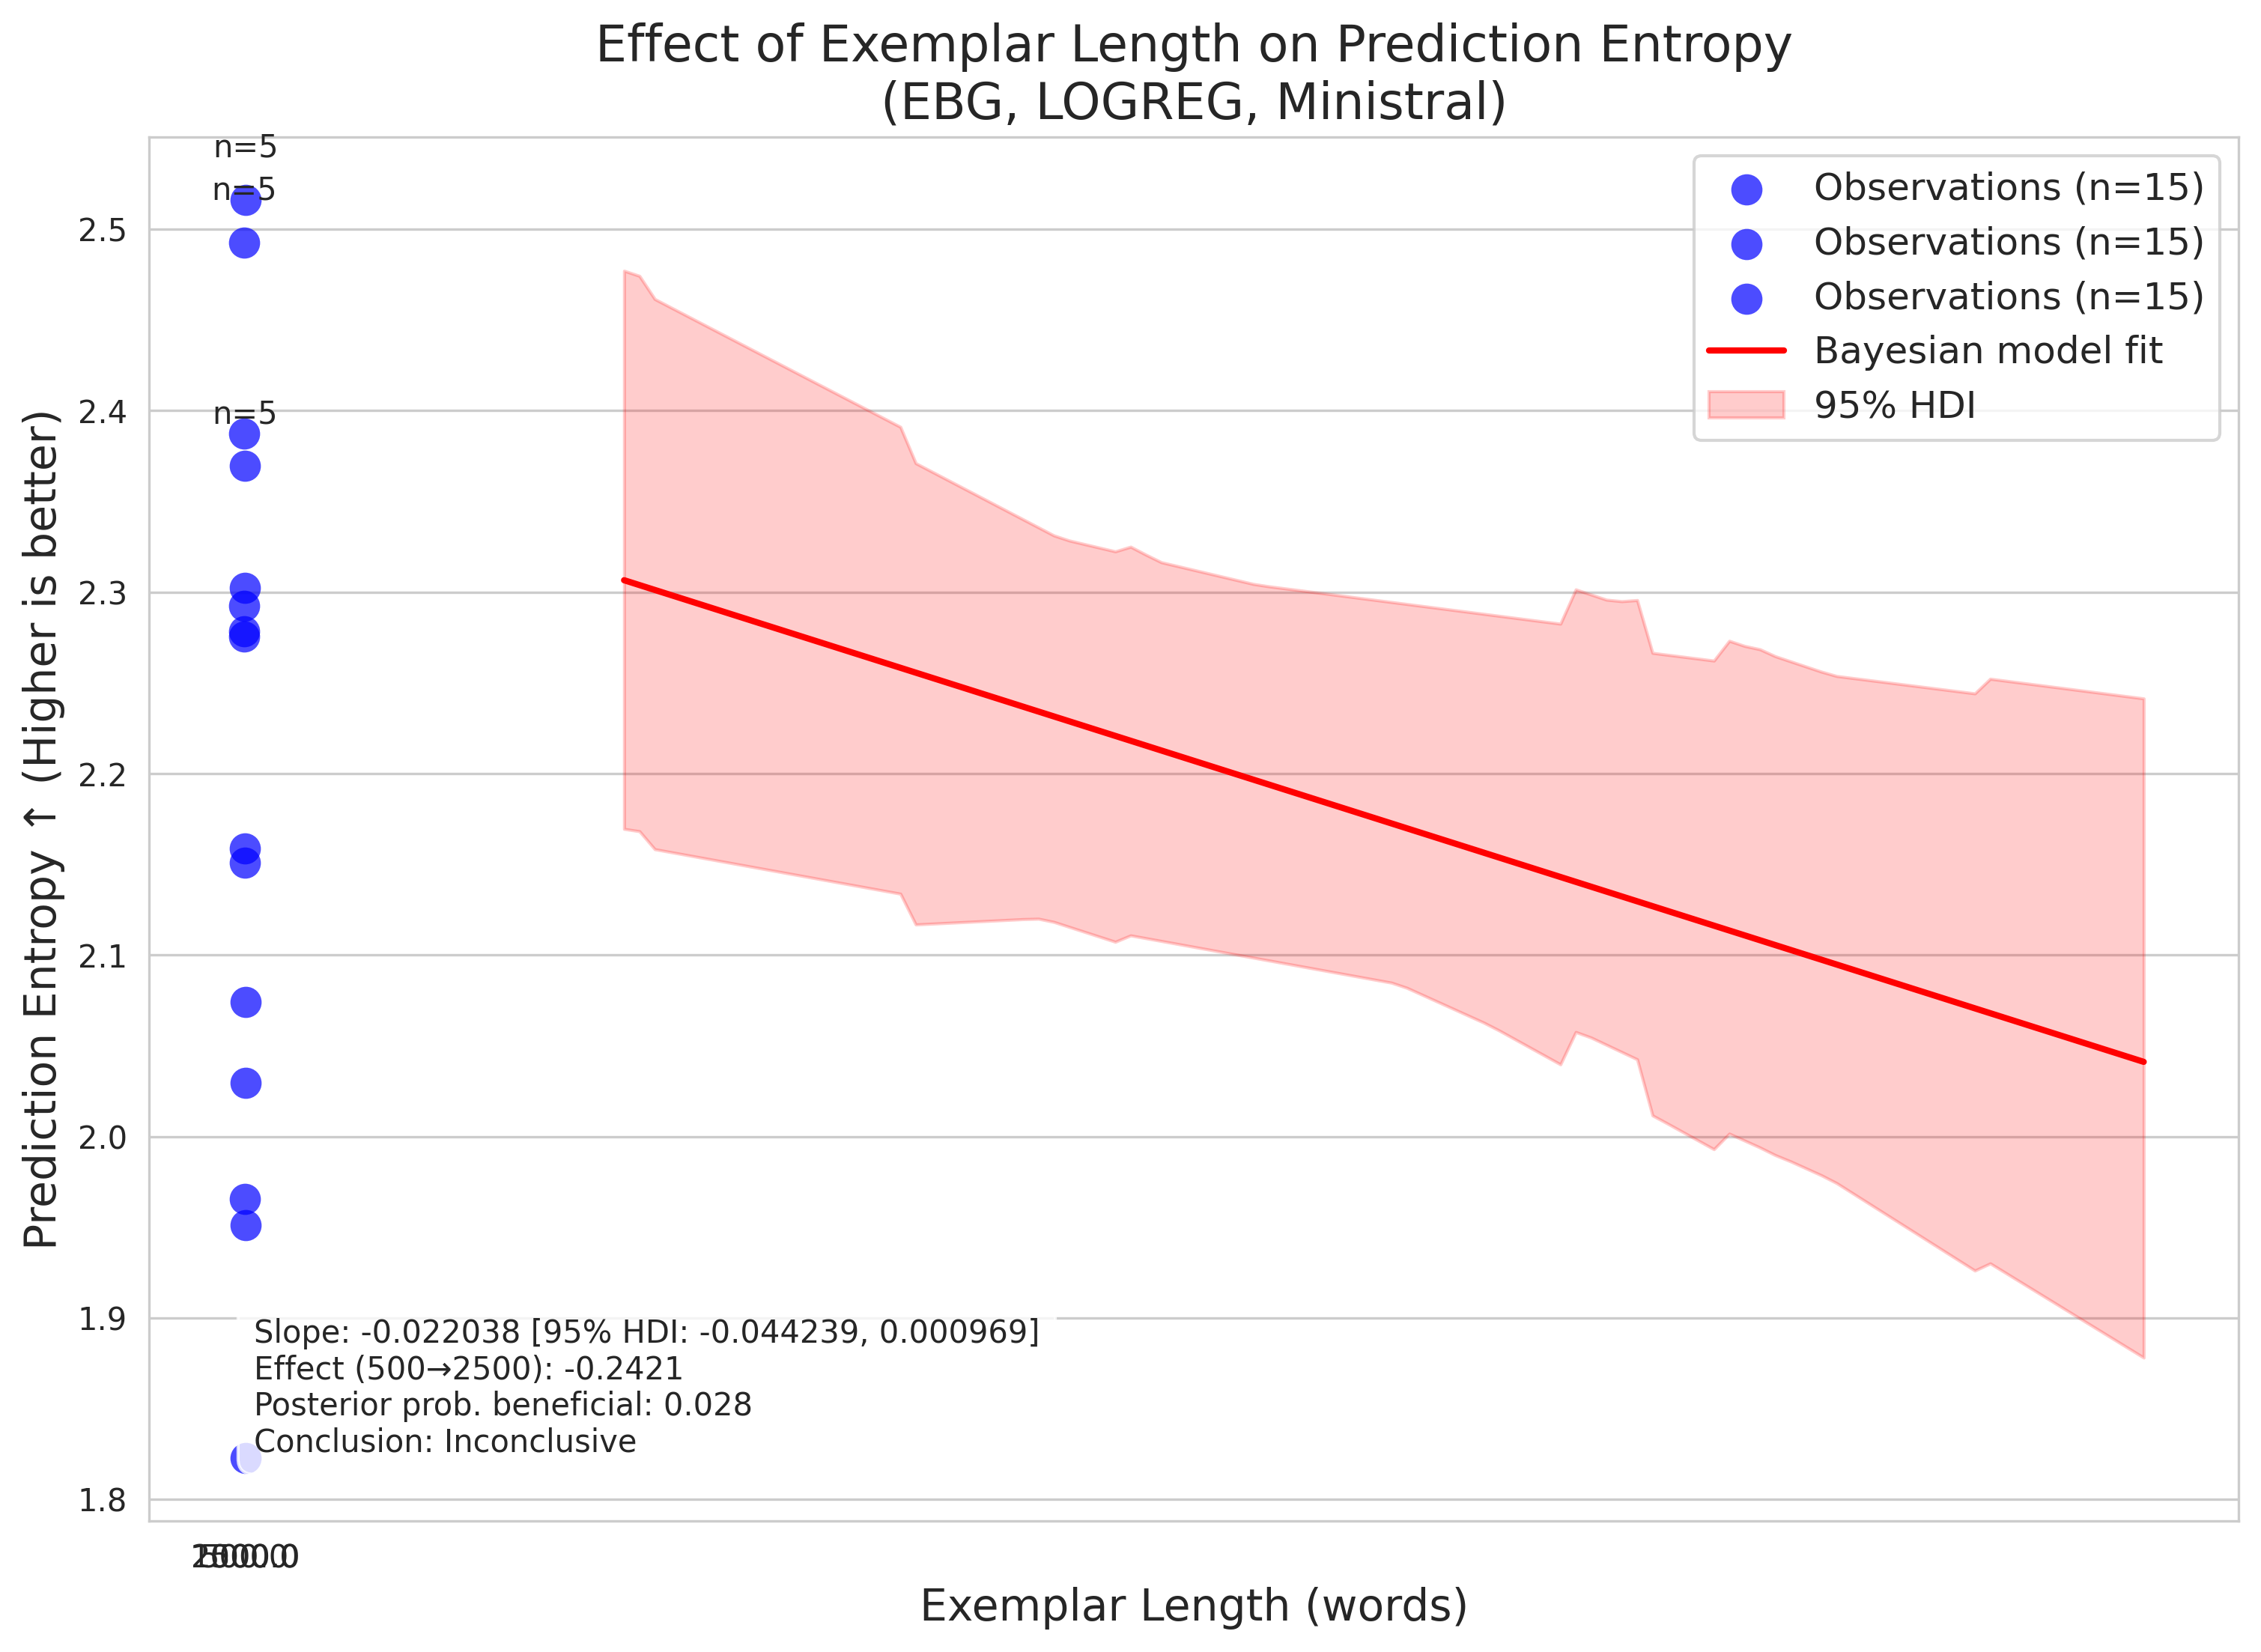 Effect of Exemplar Length on Prediction Entropy
(EBG, LOGREG, Ministral)
n=5
n=5
n=5
Observations (n=15)
Observations (n=15)
Observations (n=15)
Bayesian model fit
95% HDI
Prediction Entropy ↑ (Higher is better)
2.5
2.4
2.3
2.2
2.1
2.0
1.9
1.8
Slope: -0.022038 [95% HDI: -0.044239, 0.000969]
Effect (500→2500): -0.2421
Posterior prob. beneficial: 0.028
Conclusion: Inconclusive
Exemplar Length (words)